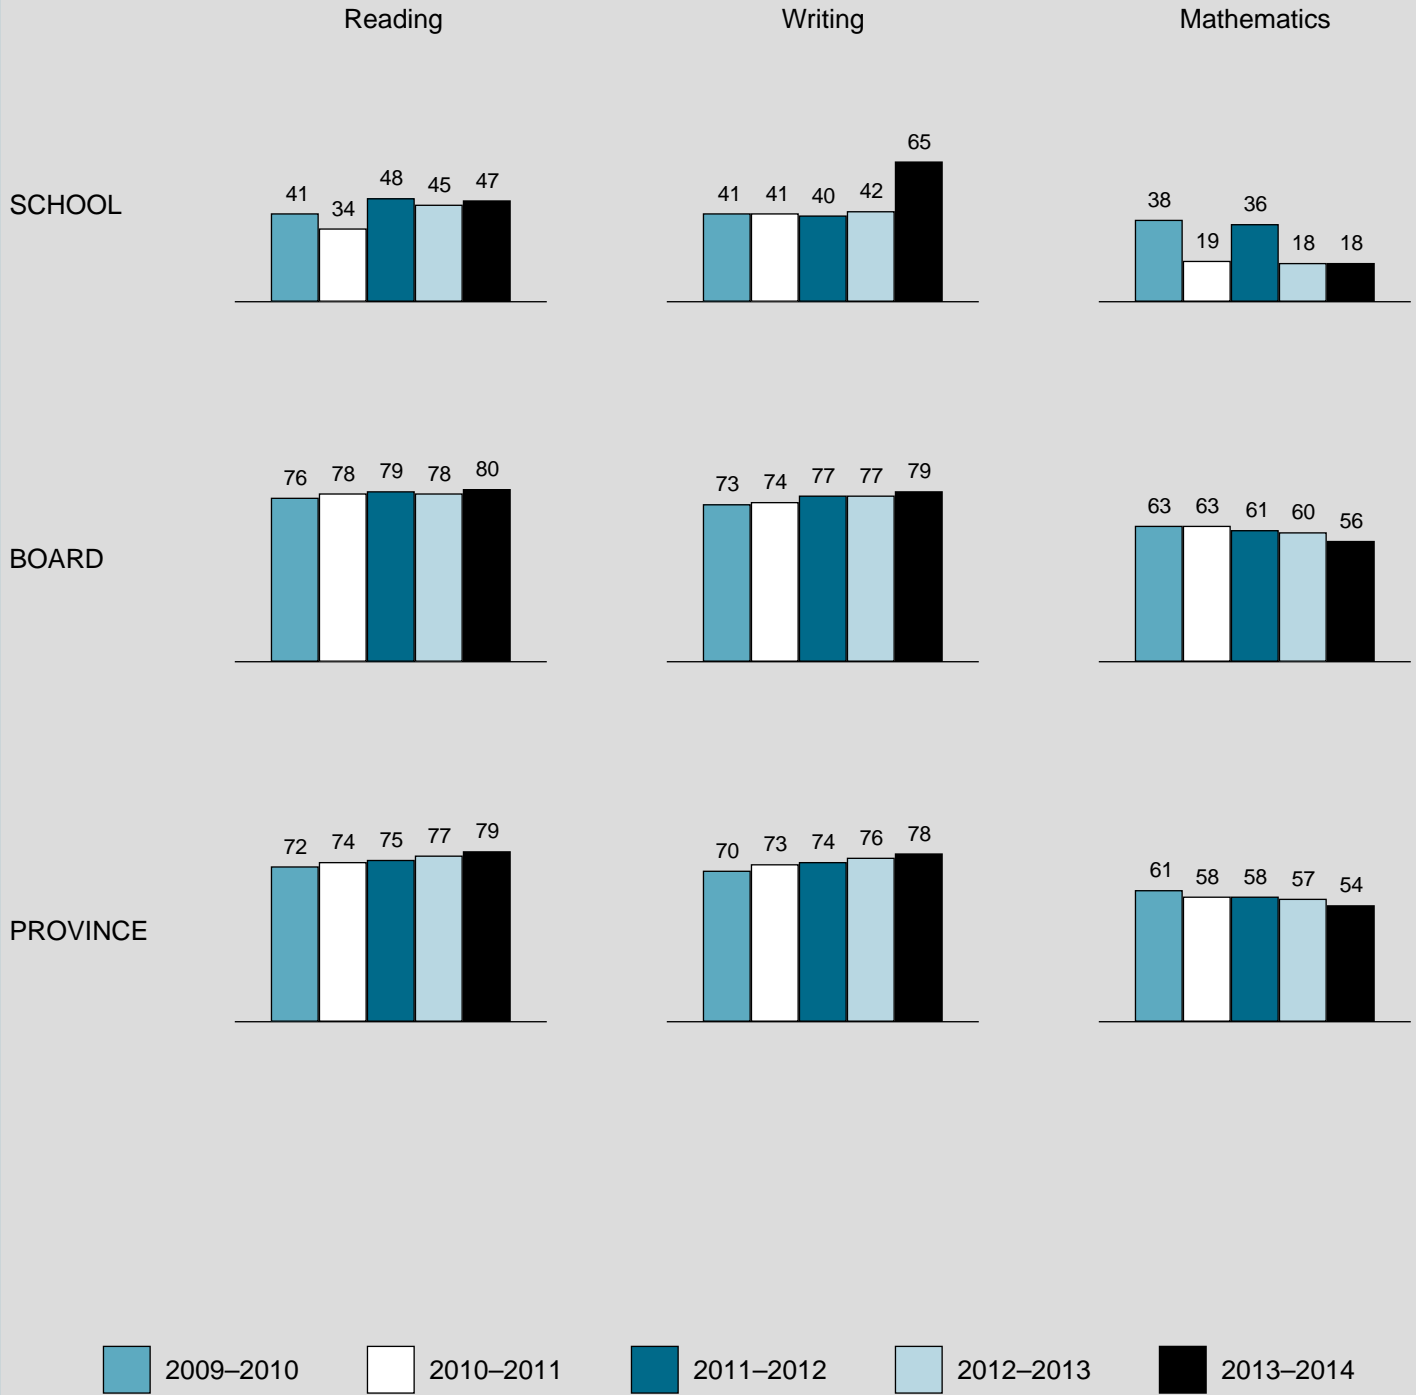 Reading Writing Mathematics
41 34 48 45 47
41 41 40 42 65
38 19 36 18 18
SCHOOL
76 78 79 78 80
73 74 77 77 79
63 63 61 60 56
BOARD
72 74 75 77 79
70 73 74 76 78
61 58 58 57 54
PROVINCE
2009–2010 2010–2011 2011–2012 2012–2013 2013–2014